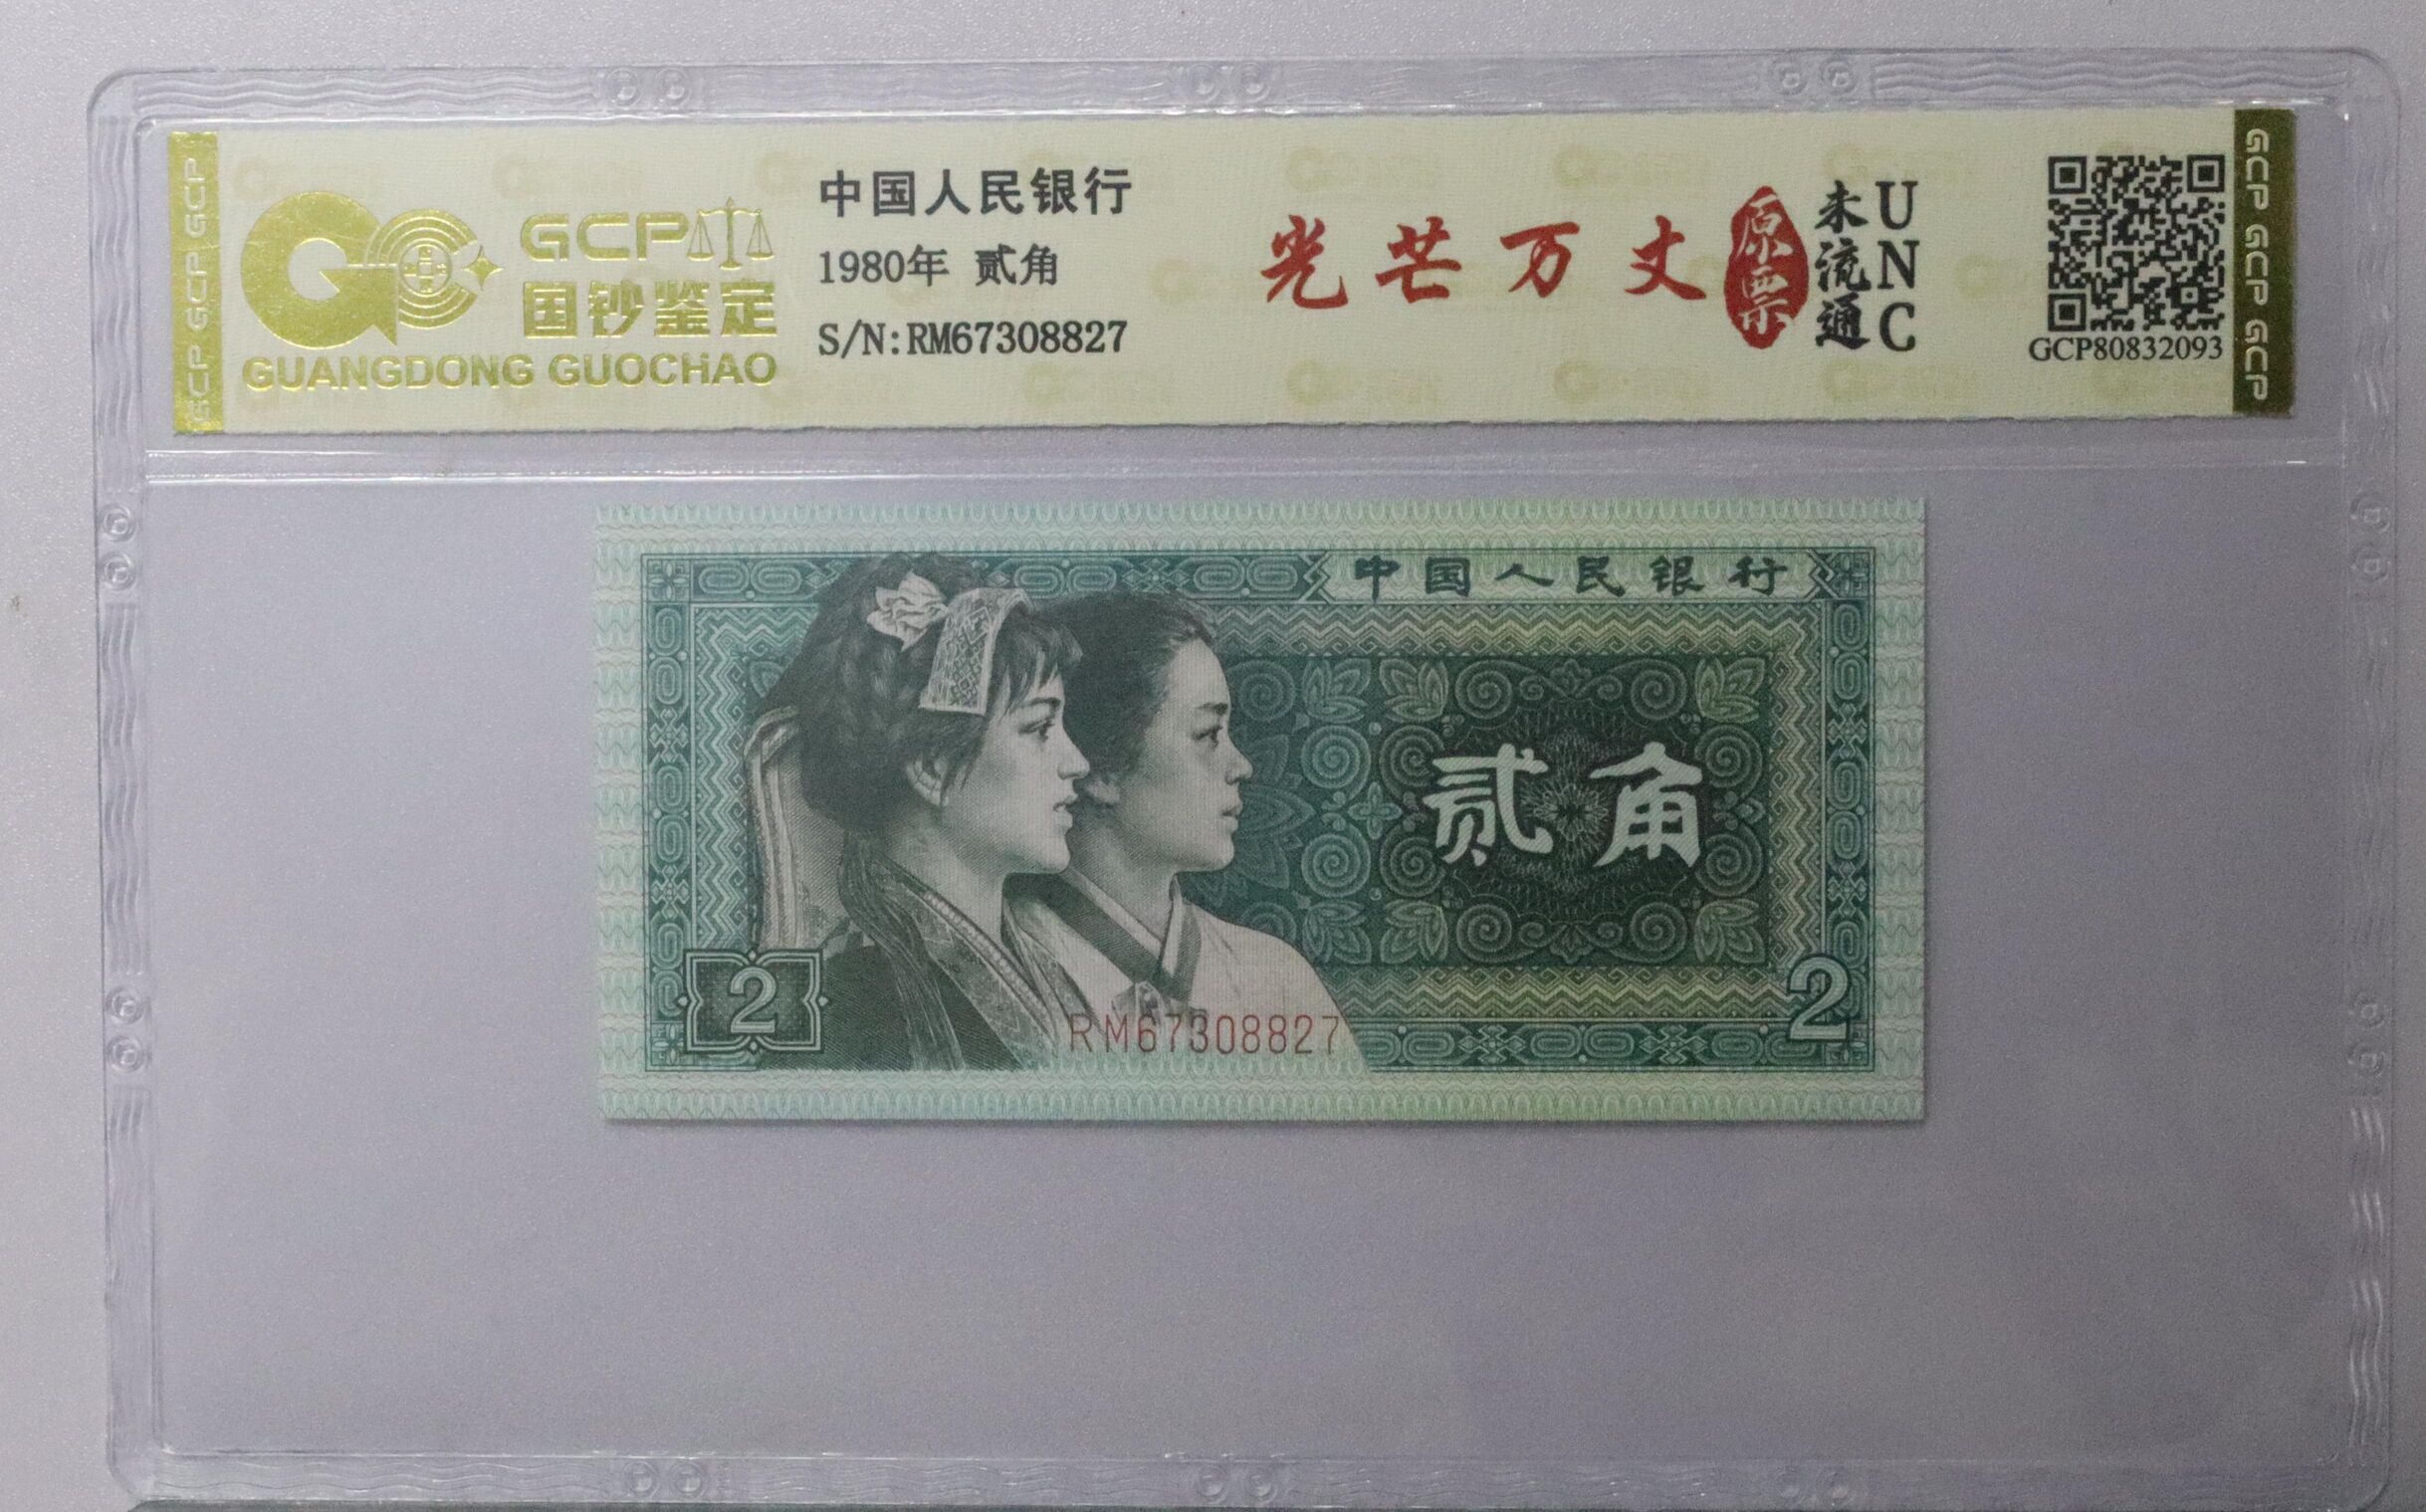 GCP GCP GCP
GCP
国钞鉴定
GUANGDONG GUOCHAO
中国人民银行
1980年 贰角
S/N:RM67308827
光芒万丈
原票
未流通
UNC
GCP80832093
GCP GCP GCP
中国人民银行
贰角
2
2
RM67308827